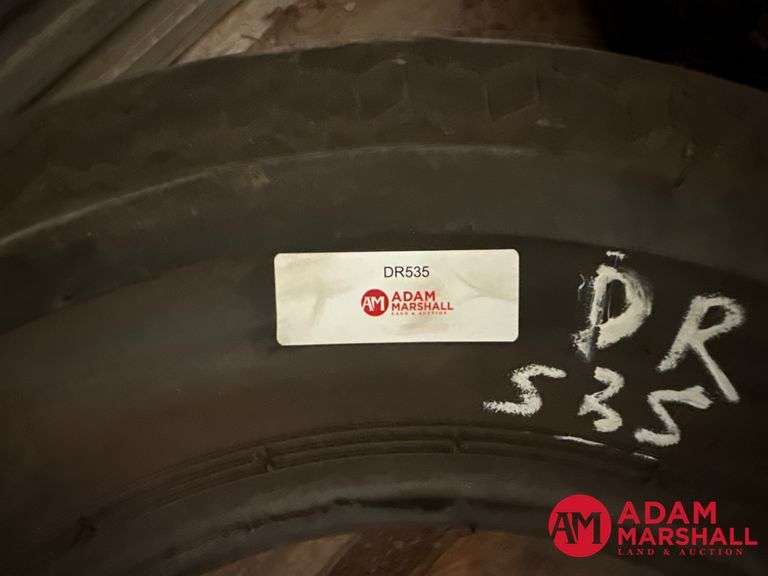 DR535
AM ADAM
MARSHALL
LAND & AUCTION
DR
535
AM ADAM
MARSHALL
LAND & AUCTION